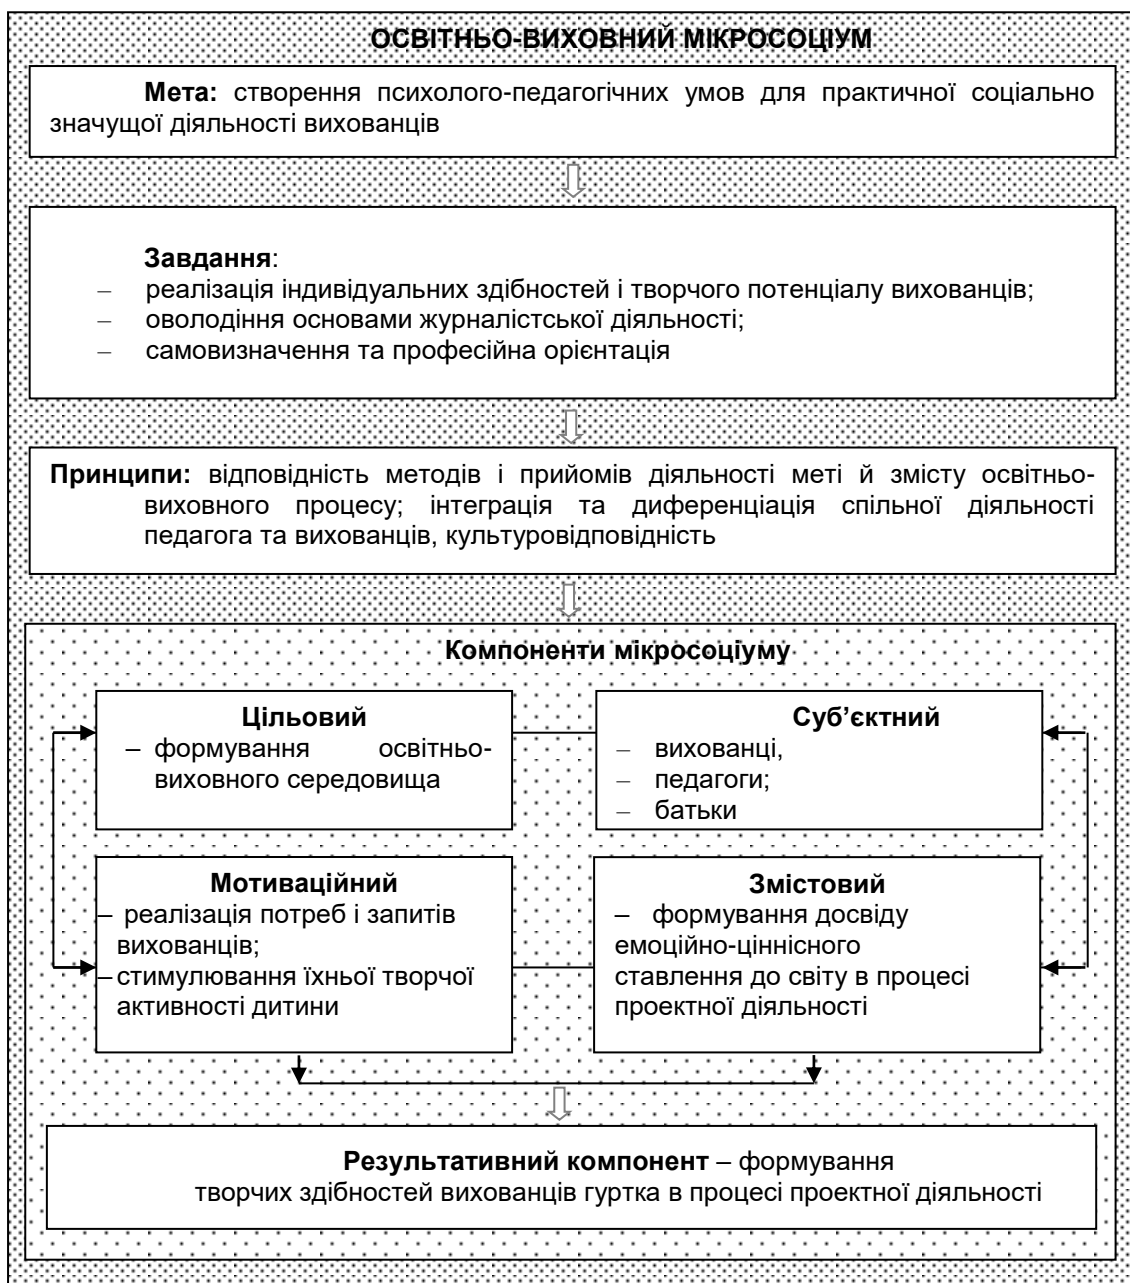 ОСВІТНЬО-ВИХОВНИЙ МІКРОСОЦІУМ
Мета: створення психолого-педагогічних умов для практичної соціально
значущої діяльності вихованців
Завдання:
– реалізація індивідуальних здібностей і творчого потенціалу вихованців;
– оволодіння основами журналістської діяльності;
– самовизначення та професійна орієнтація
Принципи: відповідність методів і прийомів діяльності меті й змісту освітньо-
виховного процесу; інтеграція та диференціація спільної діяльності
педагога та вихованців, культуровідповідність
Компоненти мікросоціуму
Цільовий
– формування освітньо-
виховного середовища
Суб’єктний
– вихованці,
– педагоги;
– батьки
Мотиваційний
– реалізація потреб і запитів
вихованців;
– стимулювання їхньої творчої
активності дитини
Змістовий
– формування досвіду
емоційно-ціннісного
ставлення до світу в процесі
проектної діяльності
Результативний компонент – формування
творчих здібностей вихованців гуртка в процесі проектної діяльності